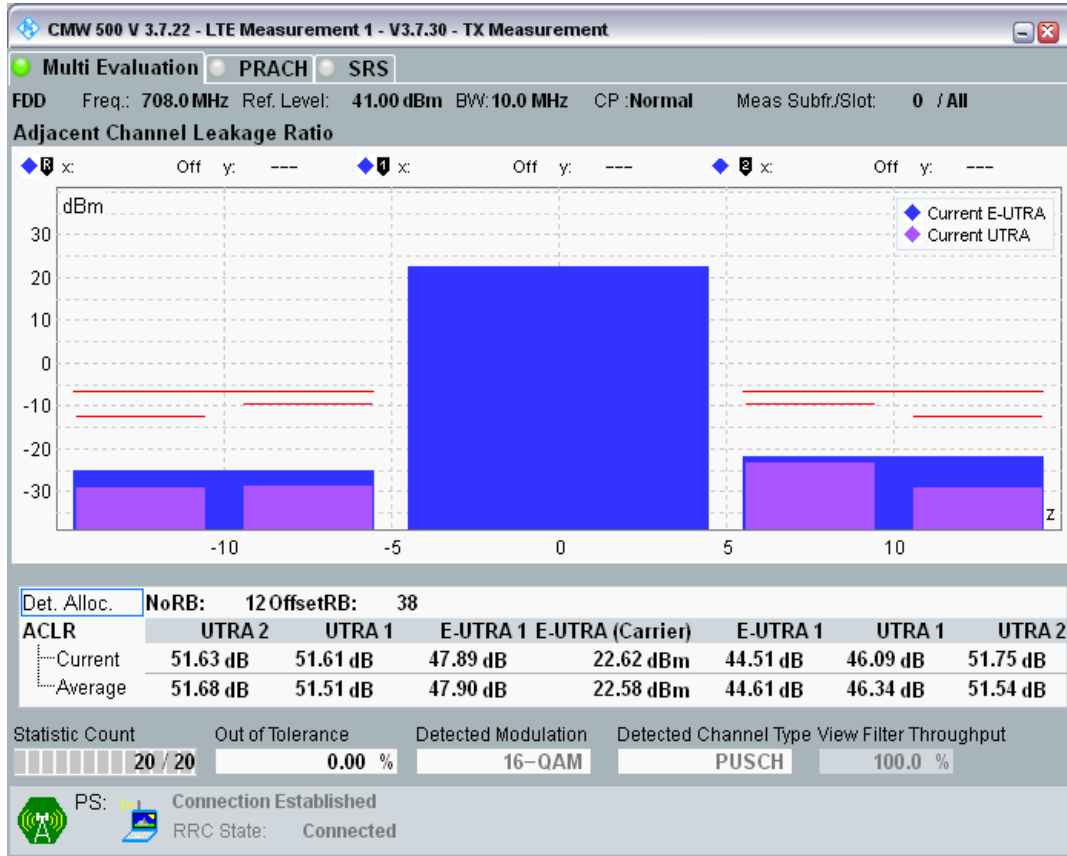 CMW 500 V 3.7.22 - LTE Measurement 1 - V3.7.30 - TX Measurement
Multi Evaluation PRACH SRS
FDD Freq.: 708.0 MHz Ref. Level: 41.00 dBm BW: 10.0 MHz CP :Normal Meas Subfr./Slot: 0 / All
Adjacent Channel Leakage Ratio
R x: Off y: --- 1 x: Off y: --- 2 x: Off y: ---
dBm
Current E-UTRA
Current UTRA
30
20
10
0
-10
-20
-30
z
-10 -5 0 5 10
Det. Alloc. NoRB: 12 OffsetRB: 38
ACLR UTRA 2 UTRA 1 E-UTRA 1 E-UTRA (Carrier) E-UTRA 1 UTRA 1 UTRA 2
Current 51.63 dB 51.61 dB 47.89 dB 22.62 dBm 44.51 dB 46.09 dB 51.75 dB
Average 51.68 dB 51.51 dB 47.90 dB 22.58 dBm 44.61 dB 46.34 dB 51.54 dB
Statistic Count Out of Tolerance Detected Modulation Detected Channel Type View Filter Throughput
20 / 20 0.00 % 16-QAM PUSCH 100.0 %
PS: Connection Established
RRC State: Connected